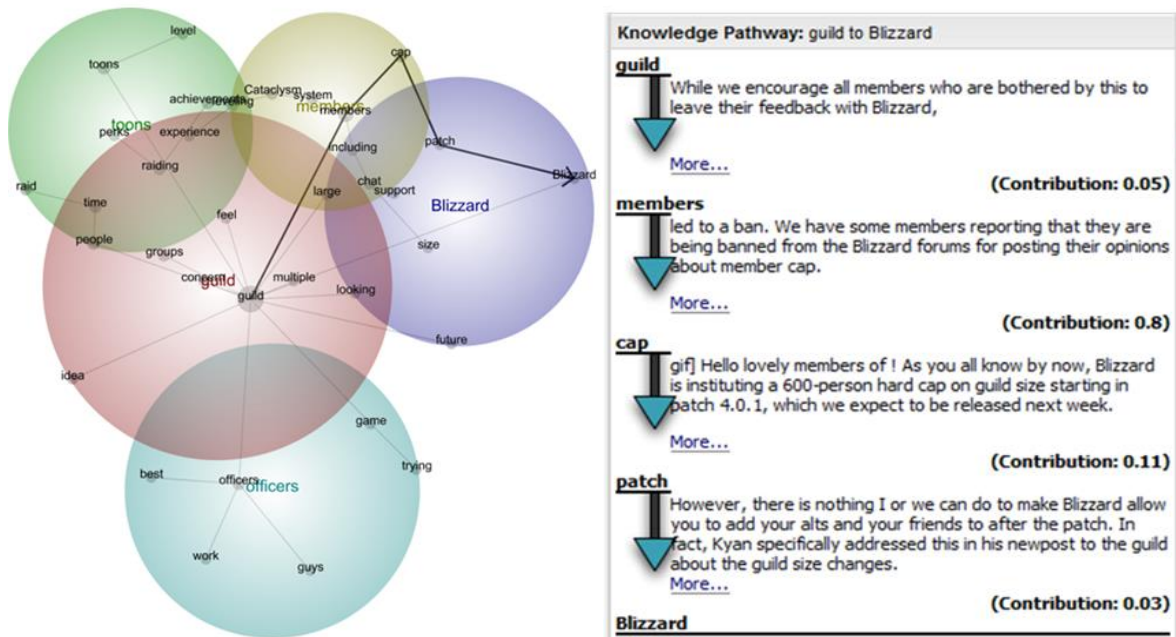 level
toons
cap
achievements
leveling
Cataclysm
system
members
members
toons
perks
experience
including
patch
raiding
chat
Blizzard
raid
large
support
time
feel
Blizzard
people
groups
size
concern
guild
multiple
guild
looking
future
idea
game
best
officers
officers
trying
work
guys
Knowledge Pathway: guild to Blizzard
guild
While we encourage all members who are bothered by this to
leave their feedback with Blizzard,
More...
(Contribution: 0.05)
members
led to a ban. We have some members reporting that they are
being banned from the Blizzard forums for posting their opinions
about member cap.
More...
(Contribution: 0.8)
cap
gif] Hello lovely members of ! As you all know by now, Blizzard
is instituting a 600-person hard cap on guild size starting in
patch 4.0.1, which we expect to be released next week.
More...
(Contribution: 0.11)
patch
However, there is nothing I or we can do to make Blizzard allow
you to add your alts and your friends to after the patch. In
fact, Kyan specifically addressed this in his newpost to the guild
about the guild size changes.
More...
(Contribution: 0.03)
Blizzard